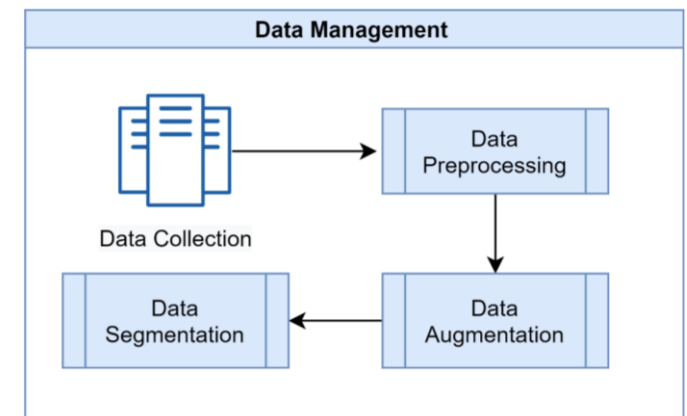 Data Management
Data
Preprocessing
Data Collection
Data
Segmentation
Data
Augmentation